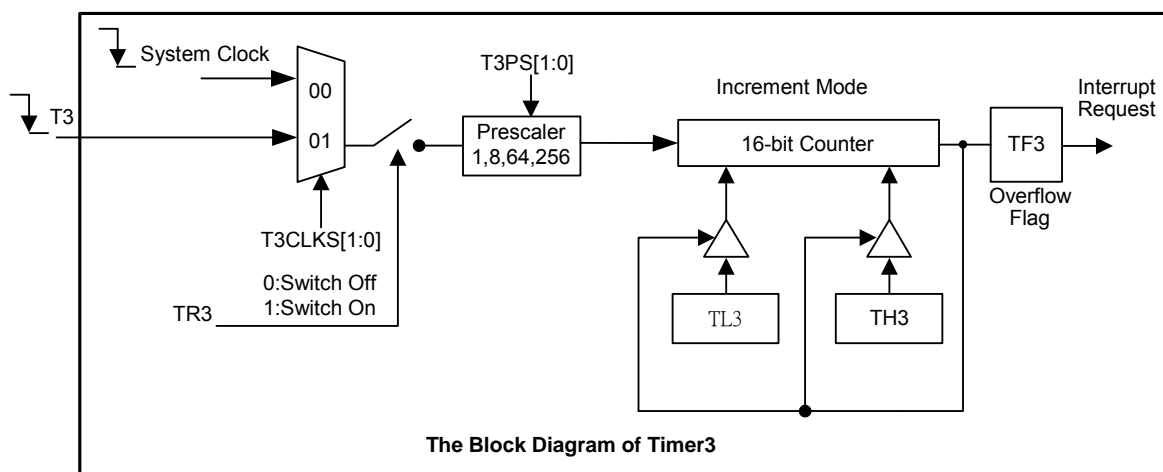 System Clock
T3
00
01
T3CLKS[1:0]
TR3
0:Switch Off
1:Switch On
T3PS[1:0]
Prescaler
1,8,64,256
Increment Mode
16-bit Counter
TL3
TH3
TF3
Overflow
Flag
Interrupt
Request
The Block Diagram of Timer3